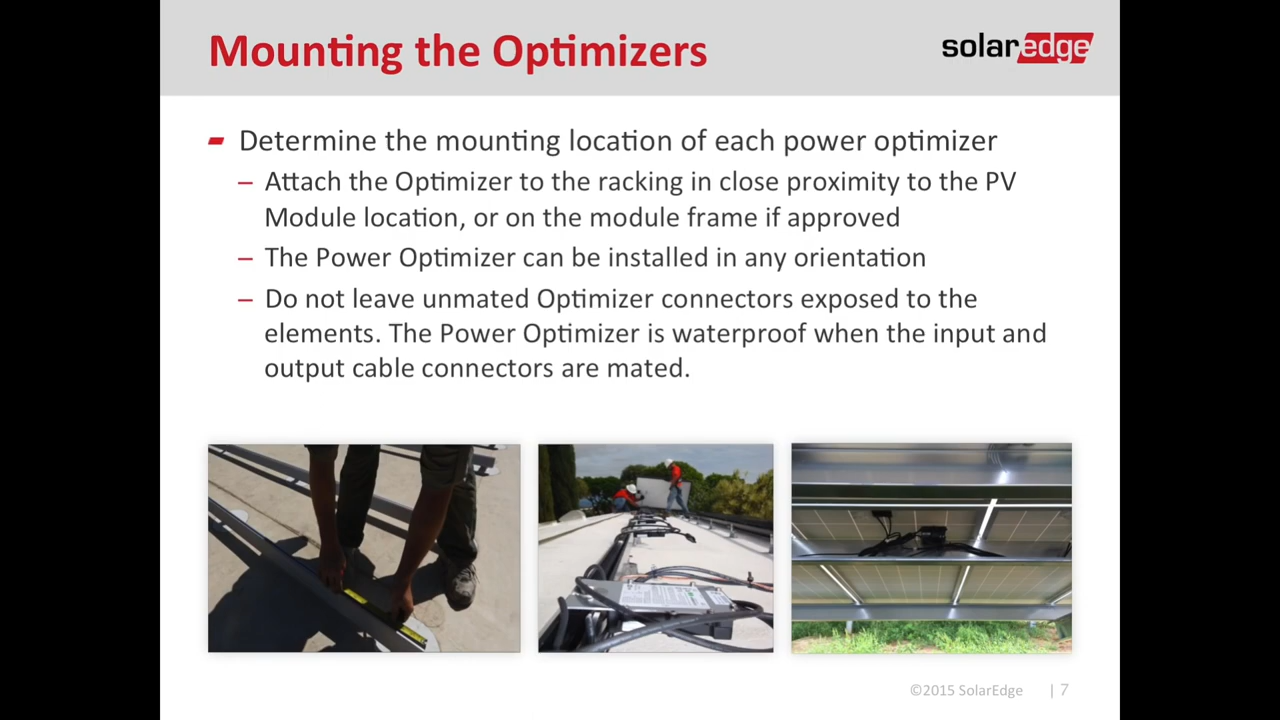 Mounting the Optimizers
solaredge
Determine the mounting location of each power optimizer
– Attach the Optimizer to the racking in close proximity to the PV
Module location, or on the module frame if approved
– The Power Optimizer can be installed in any orientation
– Do not leave unmated Optimizer connectors exposed to the
elements. The Power Optimizer is waterproof when the input and
output cable connectors are mated.
©2015 SolarEdge | 7